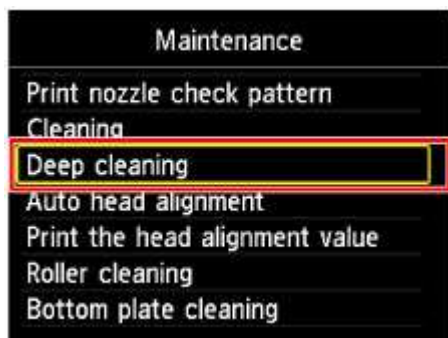 Maintenance
Print nozzle check pattern
Cleaning
Deep cleaning
Auto head alignment
Print the head alignment value
Roller cleaning
Bottom plate cleaning